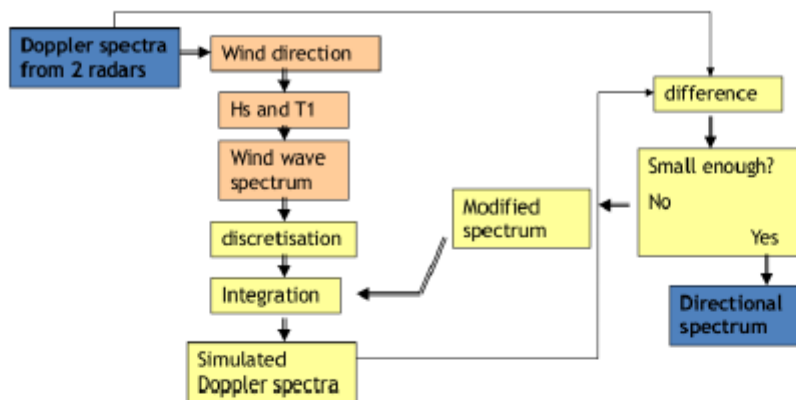 Doppler spectra
from 2 radars
Wind direction
Hs and T1
Wind wave
spectrum
discretisation
Integration
Simulated
Doppler spectra
Modified
spectrum
difference
Small enough?
No
Yes
Directional
spectrum